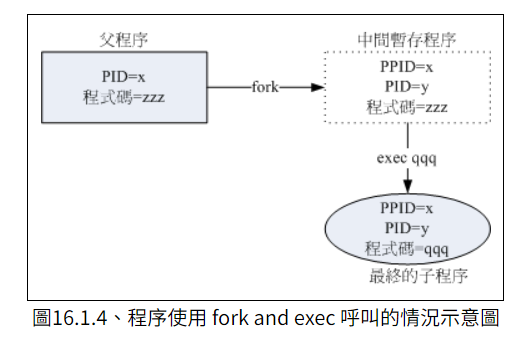 父程序
PID=x
程式碼=zzz
fork
中間暫存程序
PPID=x
PID=y
程式碼=zzz
exec qqq
PPID=x
PID=y
程式碼=qqq
最終的子程序
圖16.1.4、程序使用 fork and exec 呼叫的情況示意圖